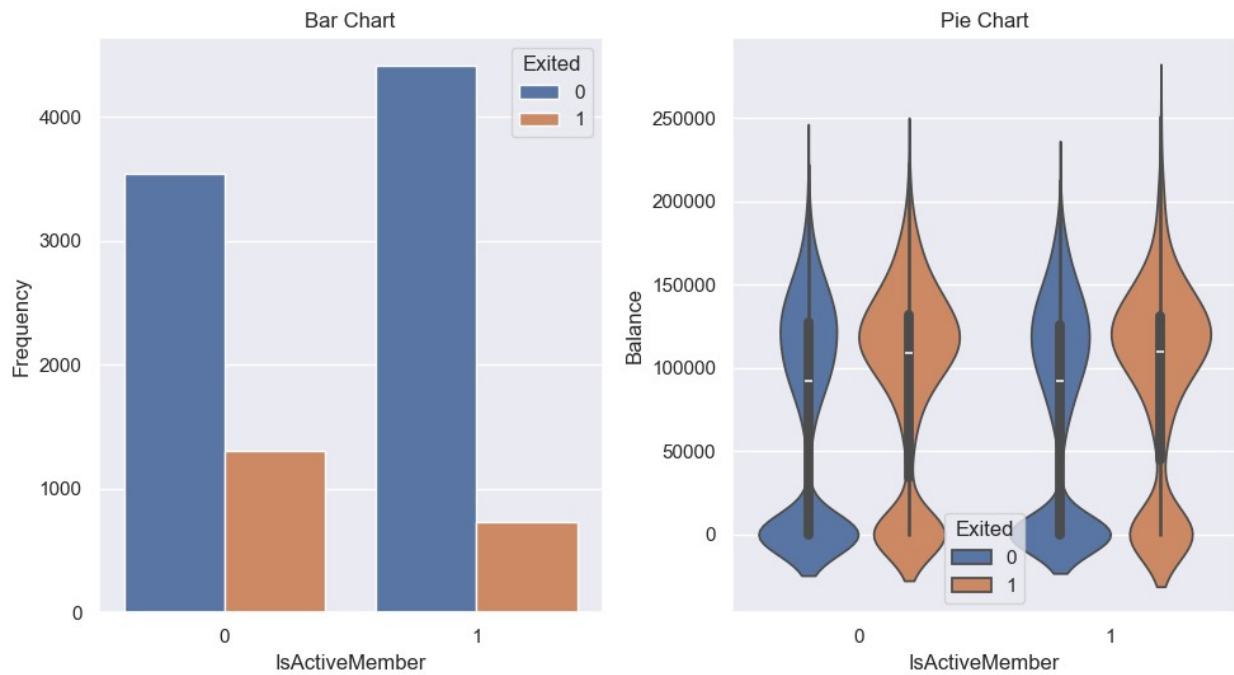 Bar Chart
Frequency
4000
3000
2000
1000
0
Exited
0
1
0
1
IsActiveMember
Pie Chart
Balance
250000
200000
150000
100000
50000
0
Exited
0
1
0
1
IsActiveMember